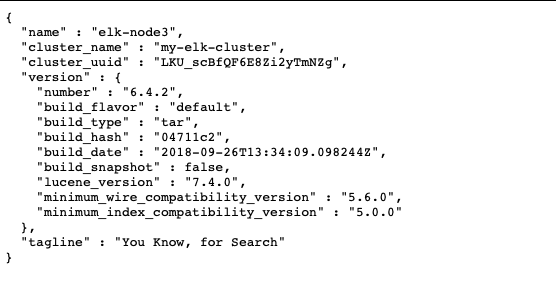 {
  "name" : "elk-node3",
  "cluster_name" : "my-elk-cluster",
  "cluster_uuid" : "LKU_scBfQF6E8Zi2yTmNZg",
  "version" : {
    "number" : "6.4.2",
    "build_flavor" : "default",
    "build_type" : "tar",
    "build_hash" : "04711c2",
    "build_date" : "2018-09-26T13:34:09.098244Z",
    "build_snapshot" : false,
    "lucene_version" : "7.4.0",
    "minimum_wire_compatibility_version" : "5.6.0",
    "minimum_index_compatibility_version" : "5.0.0"
  },
  "tagline" : "You Know, for Search"
}